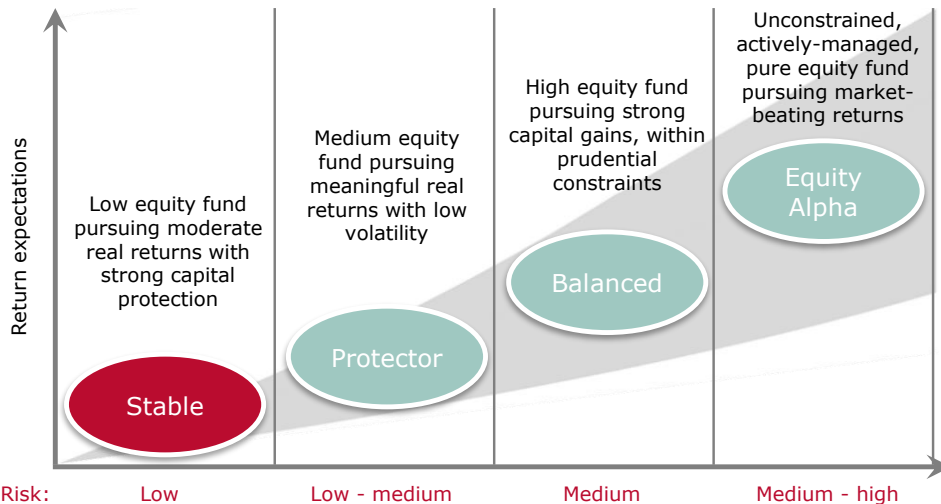 Return expectations
Low equity fund
pursuing moderate
real returns with
strong capital
protection
Stable
Medium equity
fund pursuing
meaningful real
returns with low
volatility
Protector
High equity fund
pursuing strong
capital gains, within
prudential
constraints
Balanced
Unconstrained,
actively-managed,
pure equity fund
pursuing market-
beating returns
Equity
Alpha
Risk:
Low
Low - medium
Medium
Medium - high